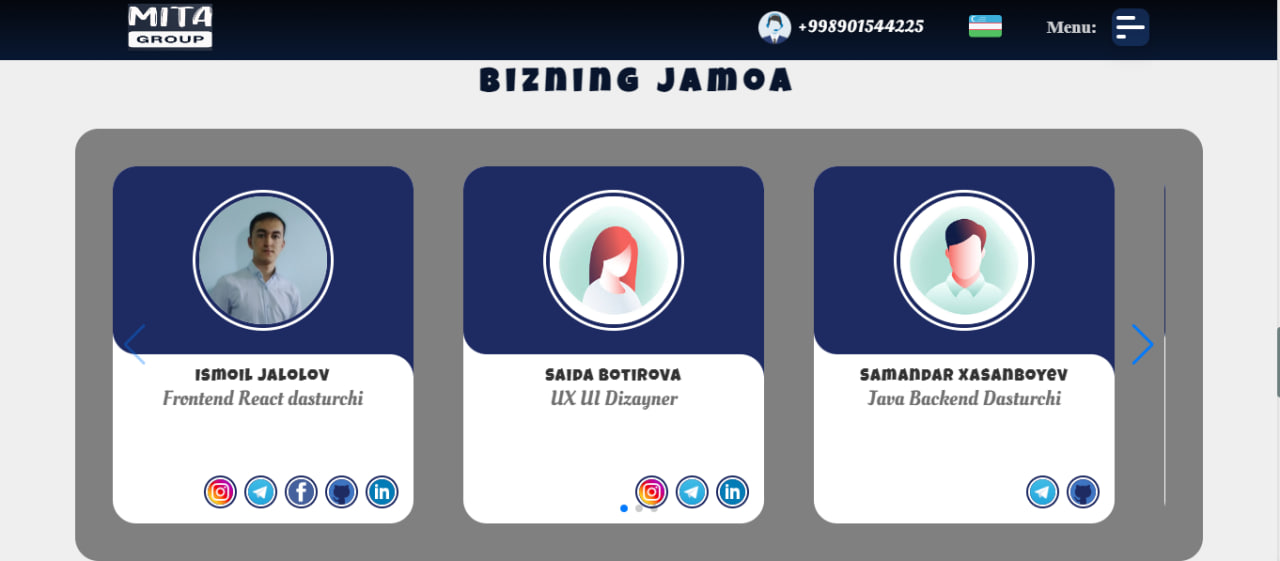 MITA
GROUP
+998901544225
Menu:
BIZNING JAMOA
Ismoil Jalolov
Frontend React dasturchi
Saida Botirova
UX UI Dizayner
Samandar Xasanboyev
Java Backend Dasturchi